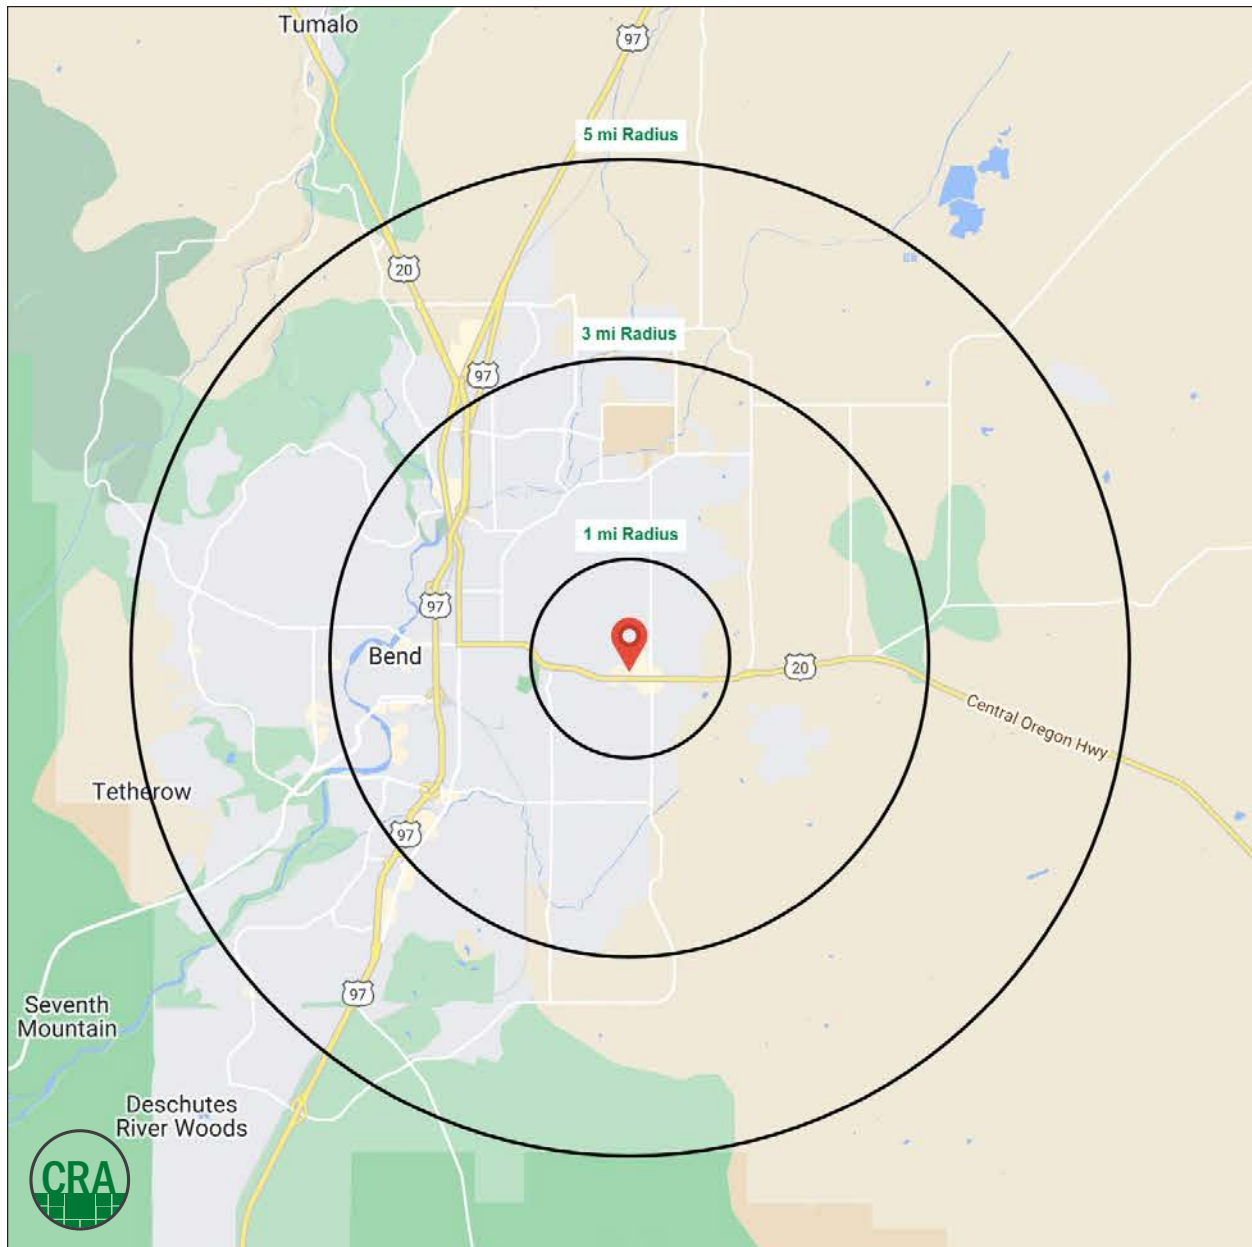 Tumalo
97
5 mi Radius
20
3 mi Radius
97
1 mi Radius
97
Bend
20
Central Oregon Hwy
Tetherow
97
97
Seventh
Mountain
Deschutes
River Woods
CRA